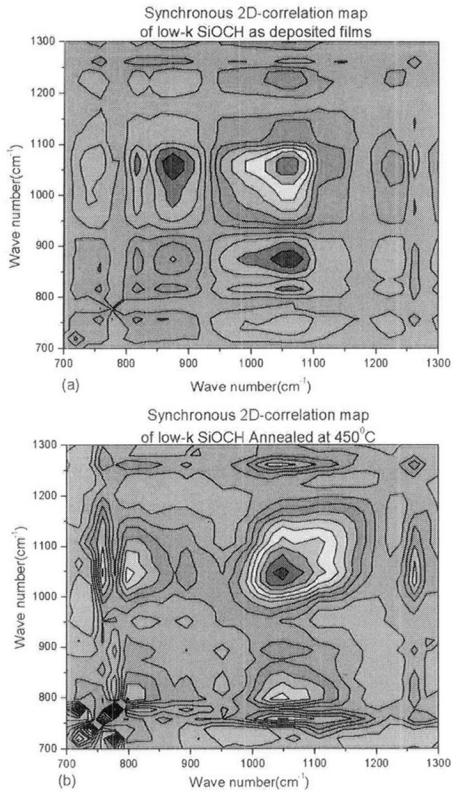 Synchronous 2D-correlation map
of low-k SiOCH as deposited films
1300
1200
1100
1000
900
800
700
Wave number(cm⁻¹)
700 800 900 1000 1100 1200 1300
Wave number(cm⁻¹)
(a)
Synchronous 2D-correlation map
of low-k SiOCH Annealed at 450°C
1300
1200
1100
1000
900
800
700
Wave number(cm⁻¹)
700 800 900 1000 1100 1200 1300
Wave number(cm⁻¹)
(b)